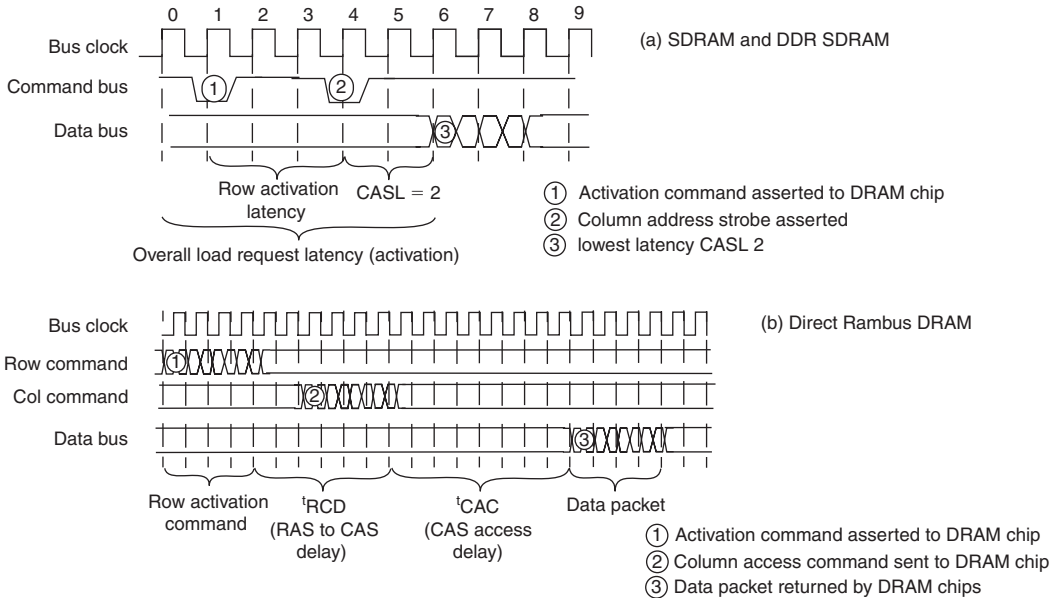 0 1 2 3 4 5 6 7 8 9
Bus clock
(a) SDRAM and DDR SDRAM
Command bus
1 2
Data bus
3
Row activation
latency
CASL = 2
Overall load request latency (activation)
1 Activation command asserted to DRAM chip
2 Column address strobe asserted
3 lowest latency CASL 2
Bus clock
(b) Direct Rambus DRAM
Row command
1
Col command
2
Data bus
3
Row activation
command
tRCD
(RAS to CAS
delay)
tCAC
(CAS access
delay)
Data packet
1 Activation command asserted to DRAM chip
2 Column access command sent to DRAM chip
3 Data packet returned by DRAM chips